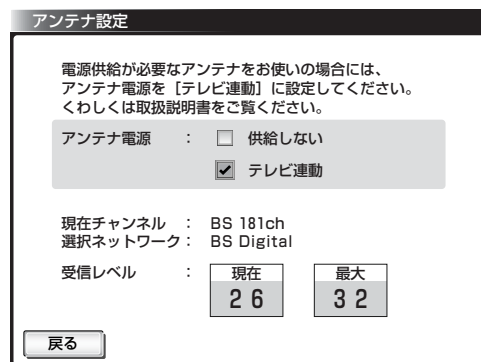 アンテナ設定
電源供給が必要なアンテナをお使いの場合には、
アンテナ電源を［テレビ連動］に設定してください。
くわしくは取扱説明書をご覧ください。
アンテナ電源 : 供給しない
テレビ連動
現在チャンネル : BS 181ch
選択ネットワーク : BS Digital
受信レベル : 現在 最大
26 32
戻る